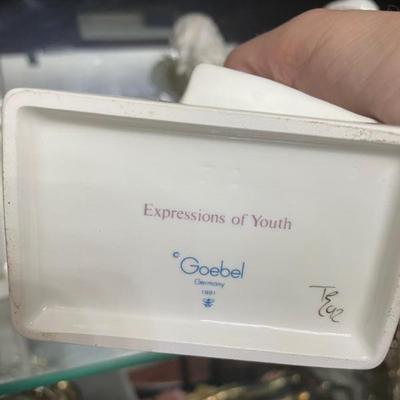 Expressions of Youth
© Goebel
Germany
1991